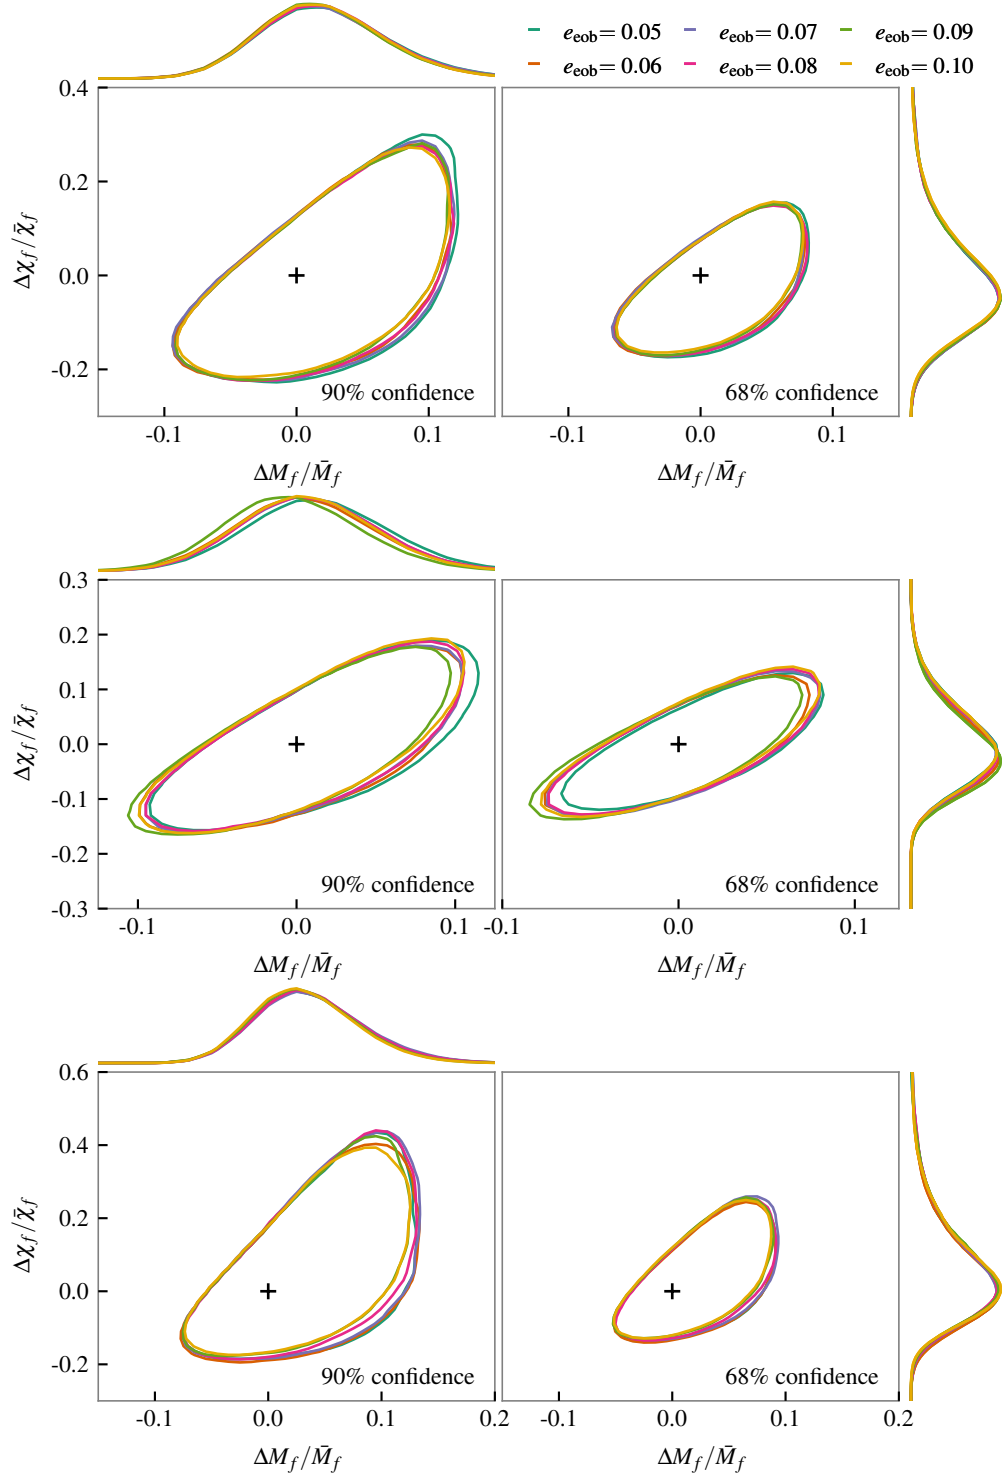 e_eob = 0.05 e_eob = 0.07 e_eob = 0.09
e_eob = 0.06 e_eob = 0.08 e_eob = 0.10
0.4
0.2
0.0
-0.2
Δχ_f/χ̄_f
90% confidence
68% confidence
-0.1 0.0 0.1 -0.1 0.0 0.1
ΔM_f/M̄_f ΔM_f/M̄_f
0.3
0.2
0.1
0.0
-0.1
-0.2
-0.3
Δχ_f/χ̄_f
90% confidence
68% confidence
-0.1 0.0 0.1 -0.1 0.0 0.1
ΔM_f/M̄_f ΔM_f/M̄_f
0.6
0.4
0.2
0.0
-0.2
Δχ_f/χ̄_f
90% confidence
68% confidence
-0.1 0.0 0.1 0.2 -0.1 0.0 0.1 0.2
ΔM_f/M̄_f ΔM_f/M̄_f